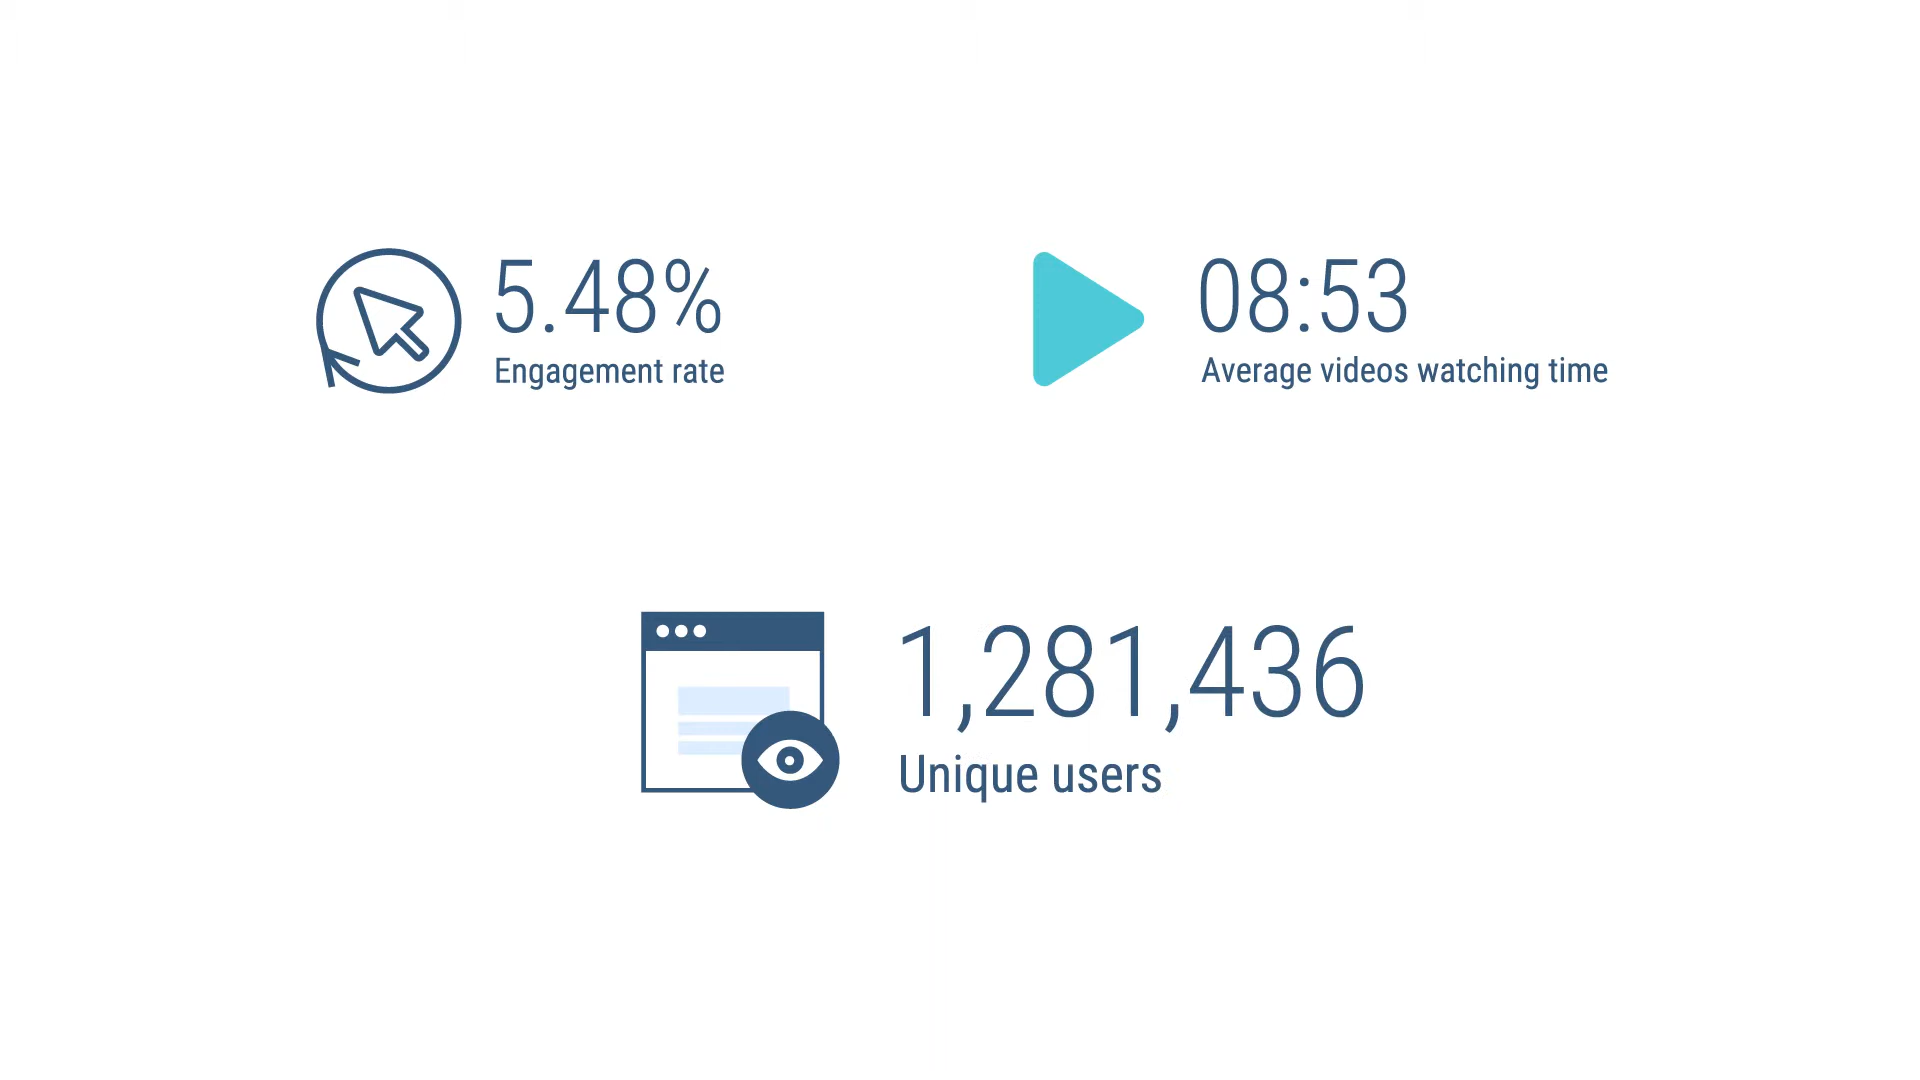 5.48%
Engagement rate
08:53
Average videos watching time
1,281,436
Unique users